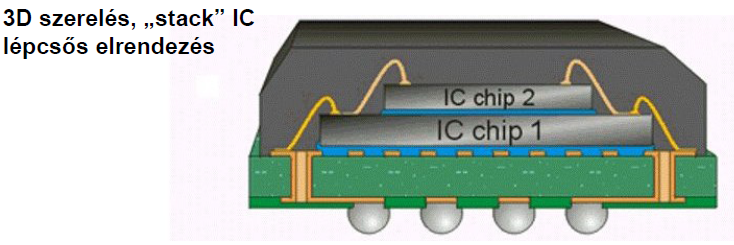 3D szerelés, „stack” IC
lépcsős elrendezés
IC chip 2
IC chip 1